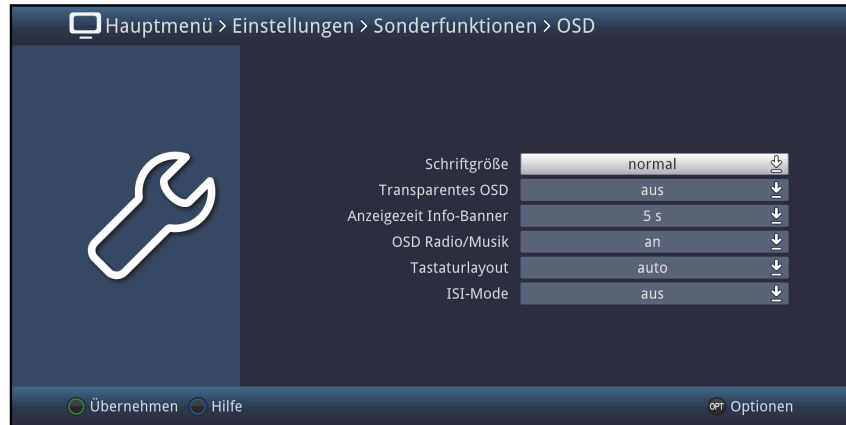 Hauptmenü > Einstellungen > Sonderfunktionen > OSD
Schriftgröße normal
Transparentes OSD aus
Anzeigezeit Info-Banner 5 s
OSD Radio/Musik an
Tastaturlayout auto
ISI-Mode aus
Übernehmen Hilfe OPT Optionen